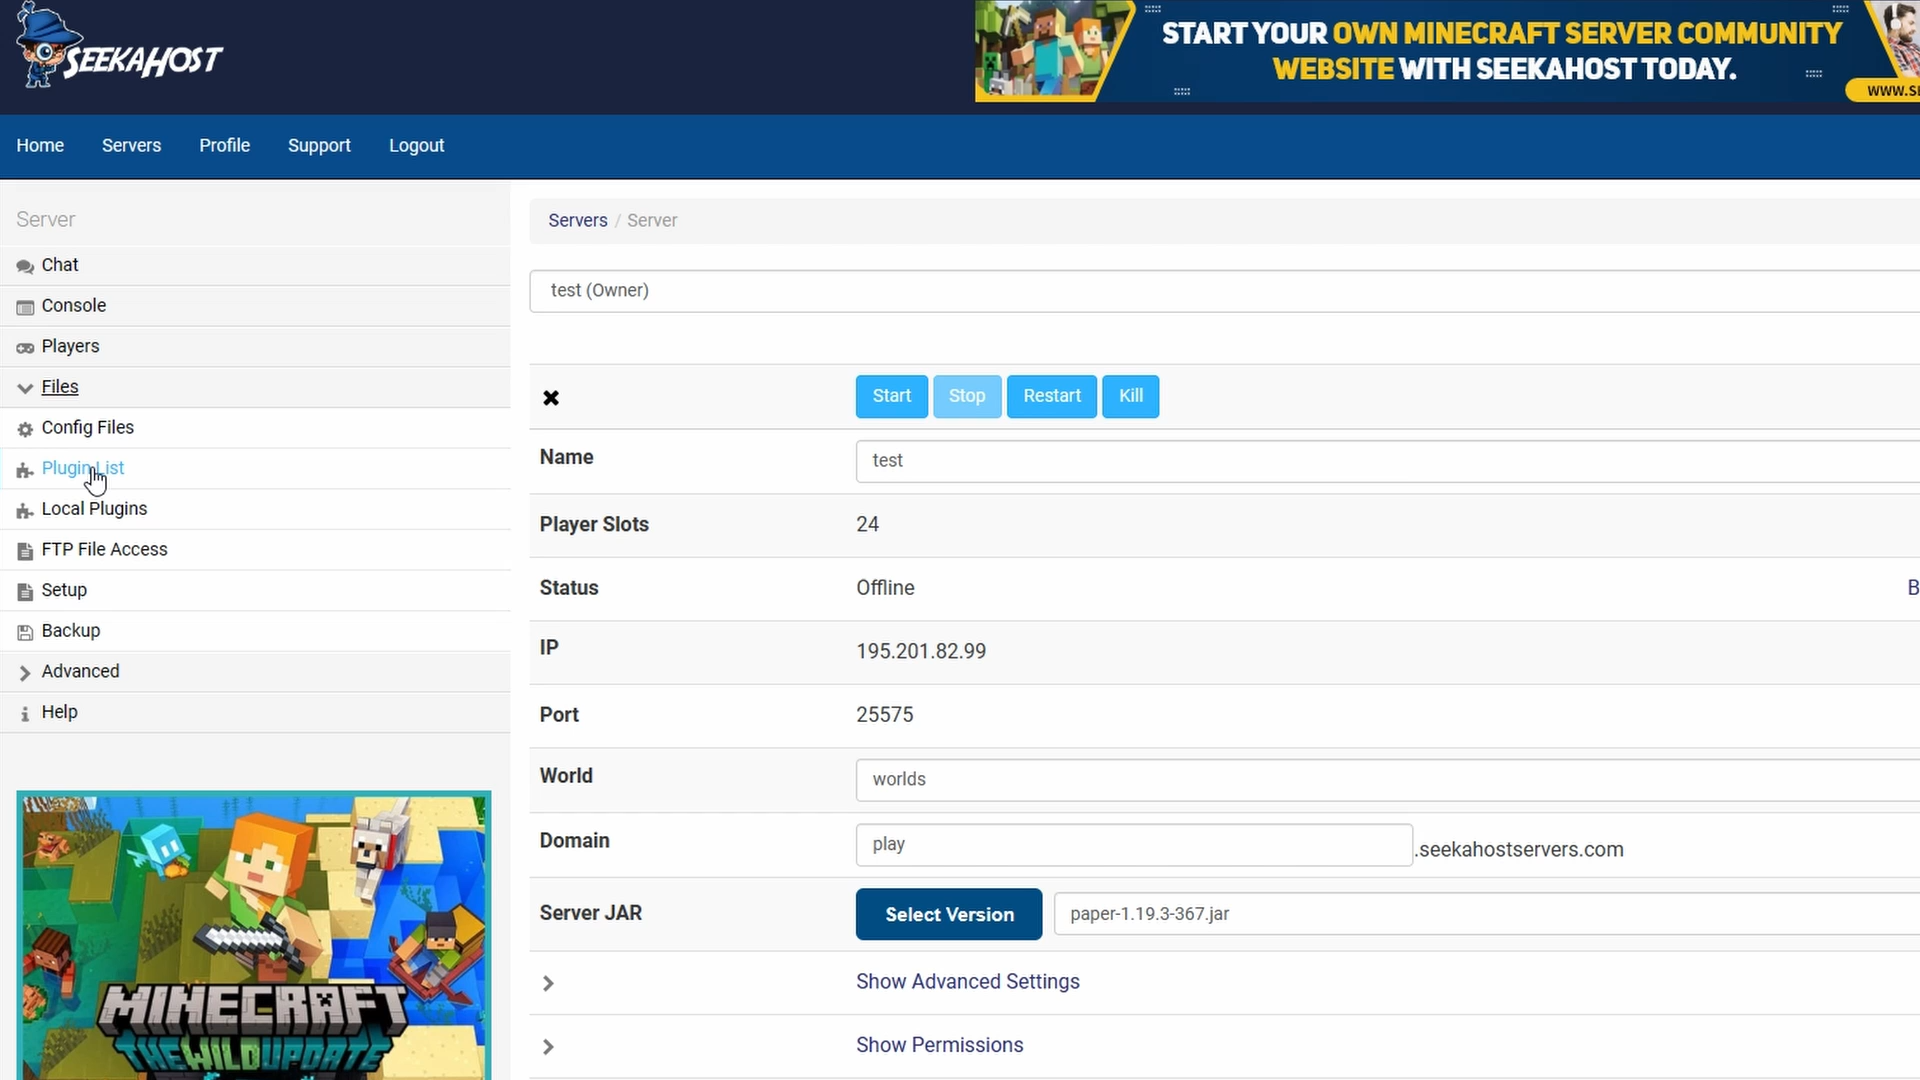 SEEKAHOST
START YOUR OWN MINECRAFT SERVER COMMUNITY
WEBSITE WITH SEEKAHOST TODAY.
Home Servers Profile Support Logout
Server
Chat
Console
Players
Files
Config Files
Plugin List
Local Plugins
FTP File Access
Setup
Backup
Advanced
Help
MINECRAFT
THE WILD UPDATE
Servers / Server
test (Owner)
Start Stop Restart Kill
Name test
Player Slots 24
Status Offline
IP 195.201.82.99
Port 25575
World worlds
Domain play .seekahostservers.com
Server JAR Select Version paper-1.19.3-367.jar
Show Advanced Settings
Show Permissions